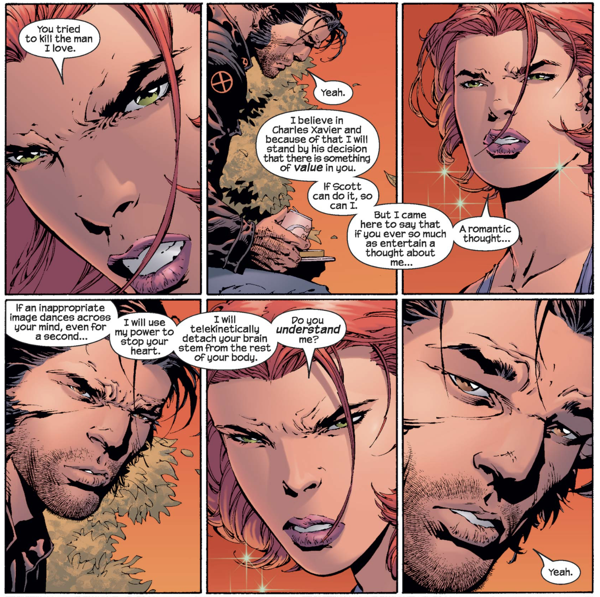 You tried
to kill the man
I love.
Yeah.
I believe in
Charles Xavier and
because of that I will
stand by his decision
that there is something
of value in you.
If Scott
can do it, so
can I.
But I came
here to say that
if you ever so much
as entertain a
thought about
me...
A romantic
thought...
If an inappropriate
image dances across
your mind, even for
a second...
I will use
my power to
stop your
heart.
I will
telekinetically
detach your brain
stem from the rest
of your body.
Do you
understand
me?
Yeah.